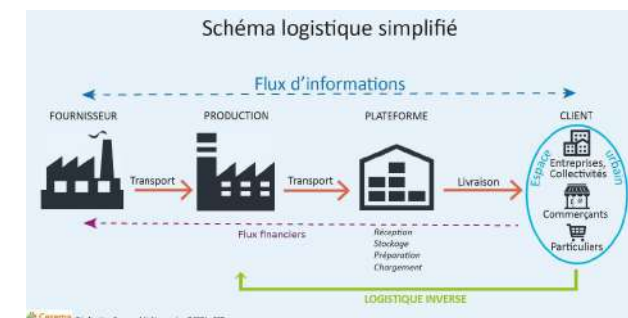 Schéma logistique simplifié
Flux d'informations
FOURNISSEUR
PRODUCTION
PLATEFORME
CLIENT
Transport
Transport
Livraison
Espace urbain
Entreprises,
Collectivités
Commerçants
Particuliers
Flux financiers
Réception
Stockage
Préparation
Chargement
LOGISTIQUE INVERSE
Cerema